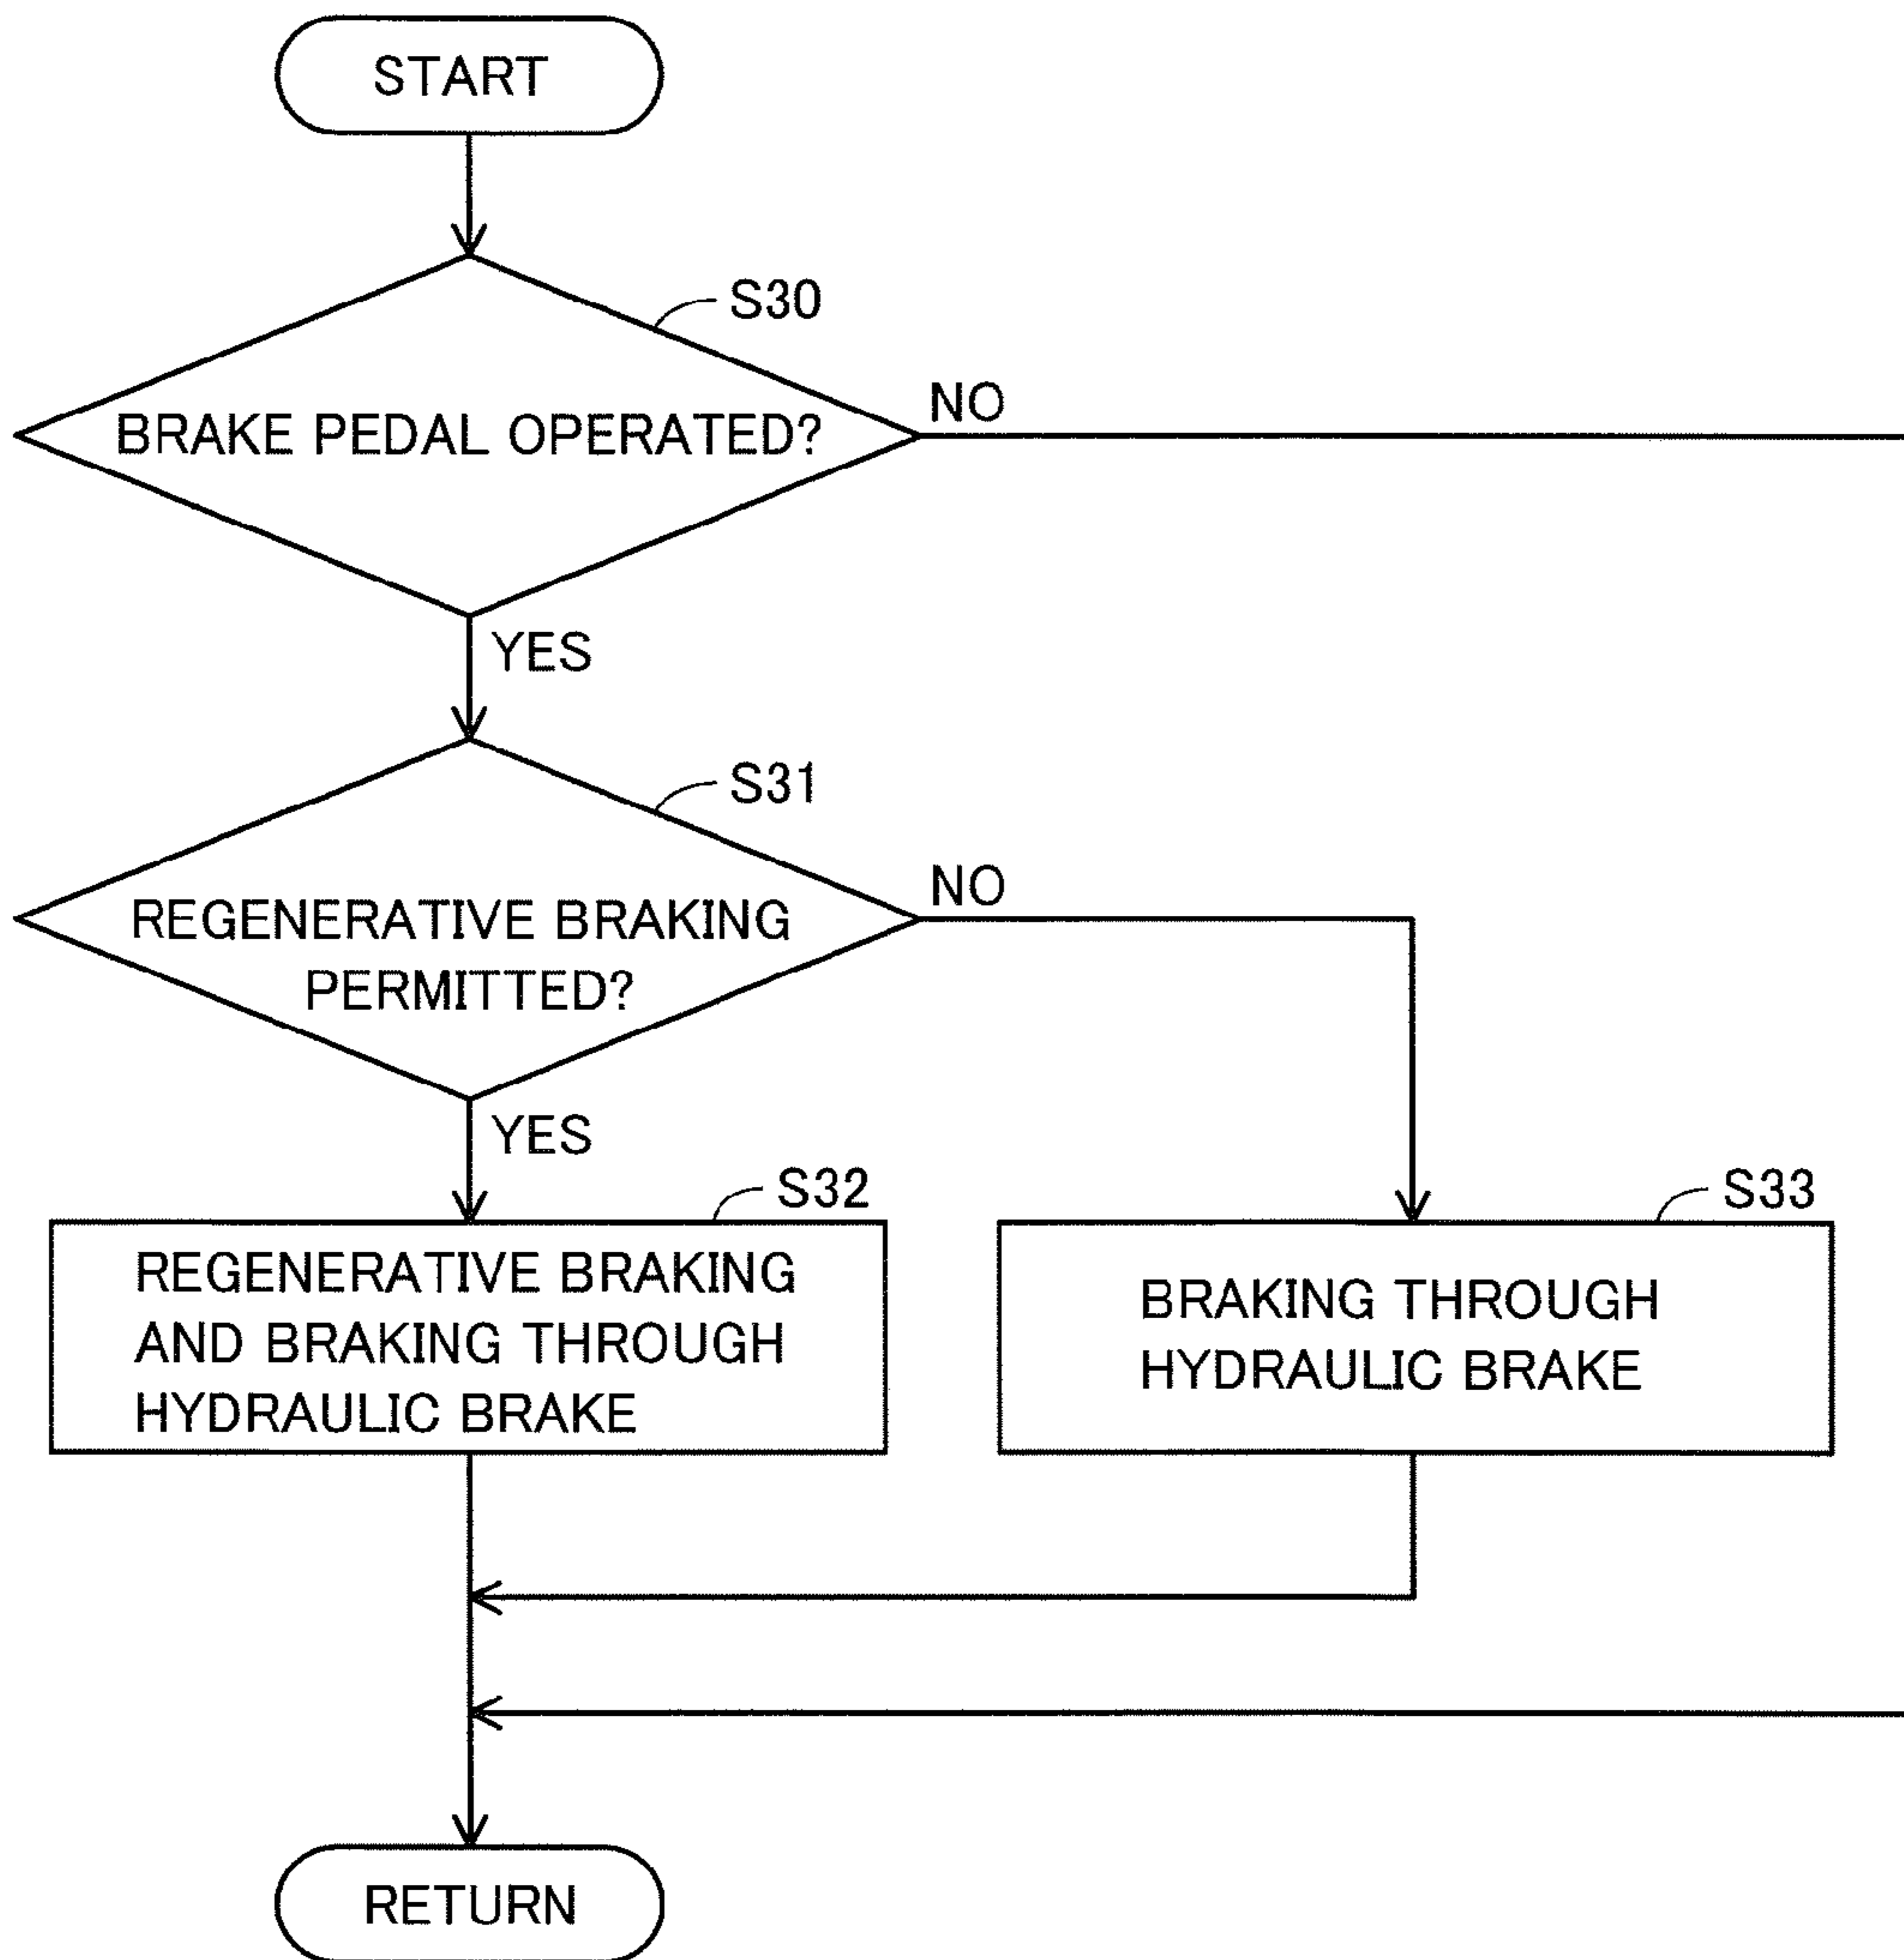 START
S30
BRAKE PEDAL OPERATED?
NO
YES
S31
REGENERATIVE BRAKING
PERMITTED?
NO
YES
S32
REGENERATIVE BRAKING
AND BRAKING THROUGH
HYDRAULIC BRAKE
S33
BRAKING THROUGH
HYDRAULIC BRAKE
RETURN